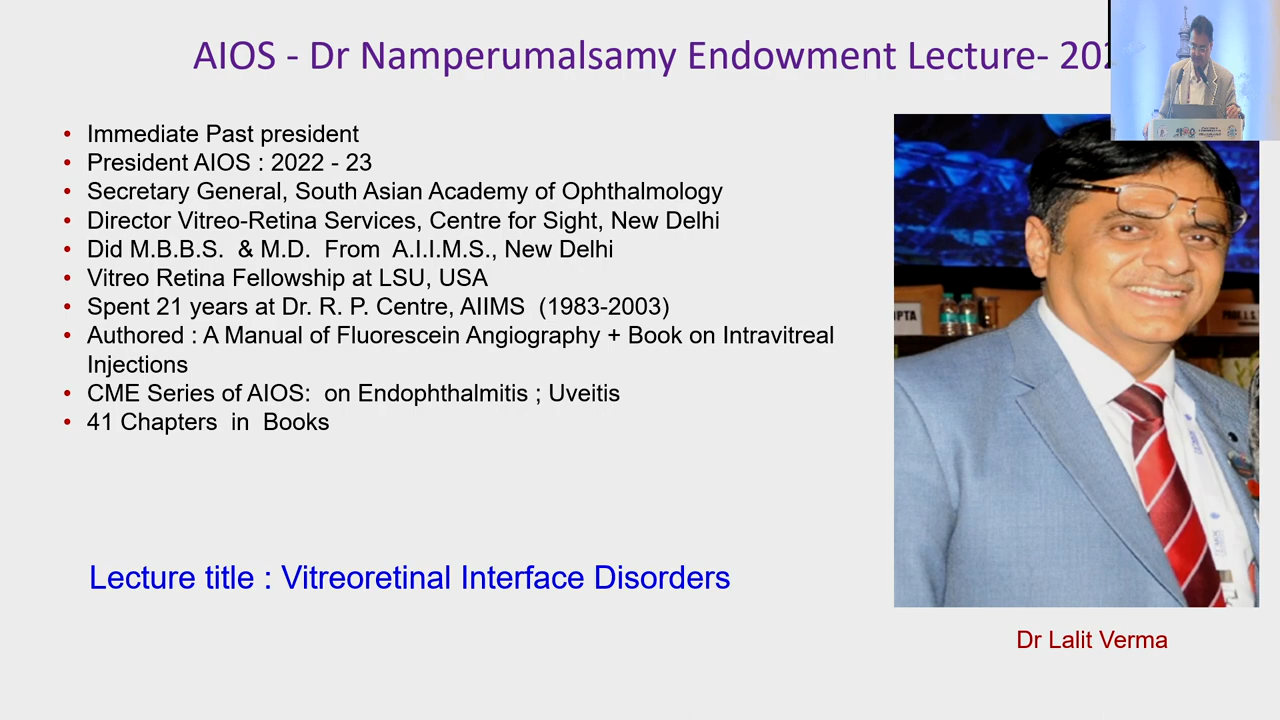 AIOS - Dr Namperumalsamy Endowment Lecture-
• Immediate Past president
• President AIOS : 2022 - 23
• Secretary General, South Asian Academy of Ophthalmology
• Director Vitreo-Retina Services, Centre for Sight, New Delhi
• Did M.B.B.S. & M.D. From A.I.I.M.S., New Delhi
• Vitreo Retina Fellowship at LSU, USA
• Spent 21 years at Dr. R. P. Centre, AIIMS (1983-2003)
• Authored : A Manual of Fluorescein Angiography + Book on Intravitreal
Injections
• CME Series of AIOS: on Endophthalmitis ; Uveitis
• 41 Chapters in Books
Lecture title : Vitreoretinal Interface Disorders
Dr Lalit Verma